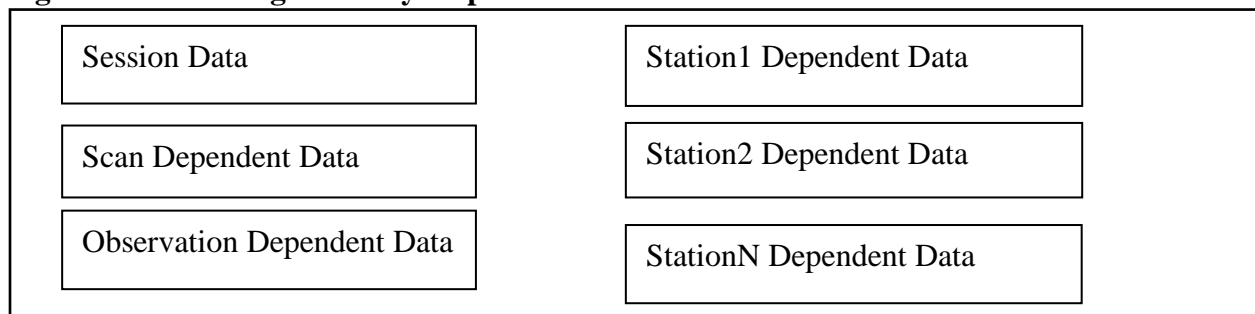 Session Data
Scan Dependent Data
Observation Dependent Data
Station1 Dependent Data
Station2 Dependent Data
StationN Dependent Data